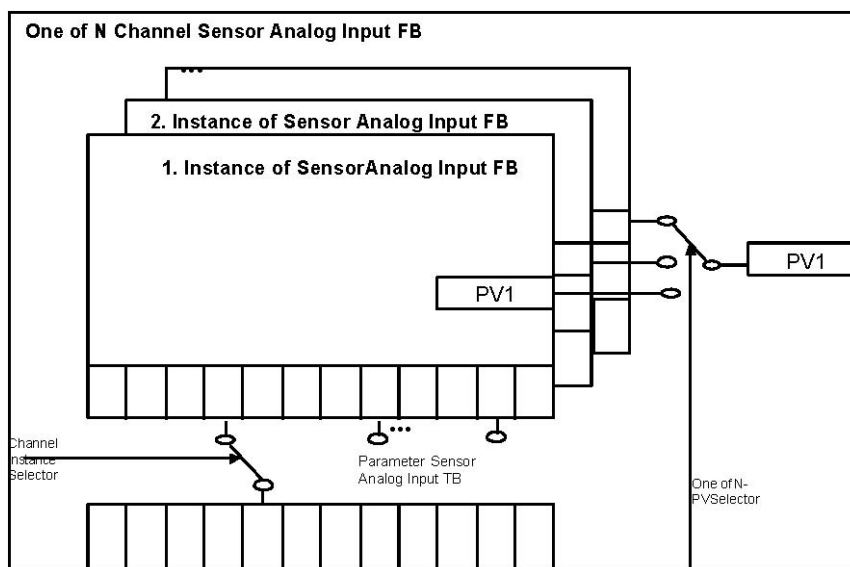 One of N Channel Sensor Analog Input FB
...
2. Instance of Sensor Analog Input FB
1. Instance of SensorAnalog Input FB
PV1
PV1
...
Channel
Instance
Selector
Parameter Sensor
Analog Input TB
One of N-
PVSelector